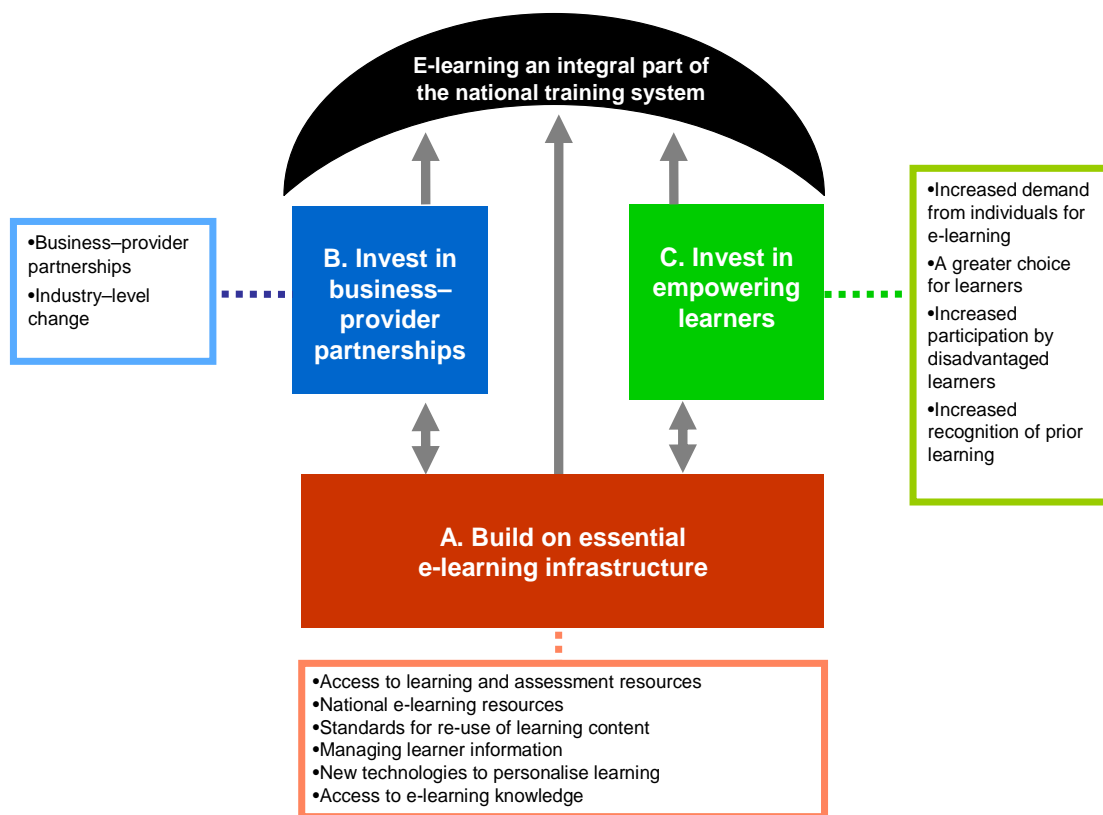 E-learning an integral part of
the national training system
•Business–provider
partnerships
•Industry–level
change
B. Invest in
business–
provider
partnerships
C. Invest in
empowering
learners
•Increased demand
from individuals for
e-learning
•A greater choice
for learners
•Increased
participation by
disadvantaged
learners
•Increased
recognition of prior
learning
A. Build on essential
e-learning infrastructure
•Access to learning and assessment resources
•National e-learning resources
•Standards for re-use of learning content
•Managing learner information
•New technologies to personalise learning
•Access to e-learning knowledge